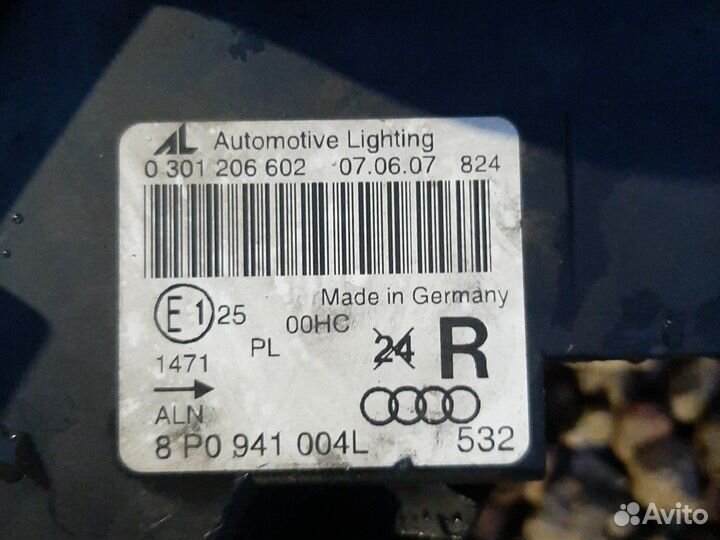 AL Automotive Lighting
0 301 206 602 07.06.07 824
Made in Germany
E1 25 00HC 24 R
1471 PL
ALN
8 P0 941 004L 532
Avito